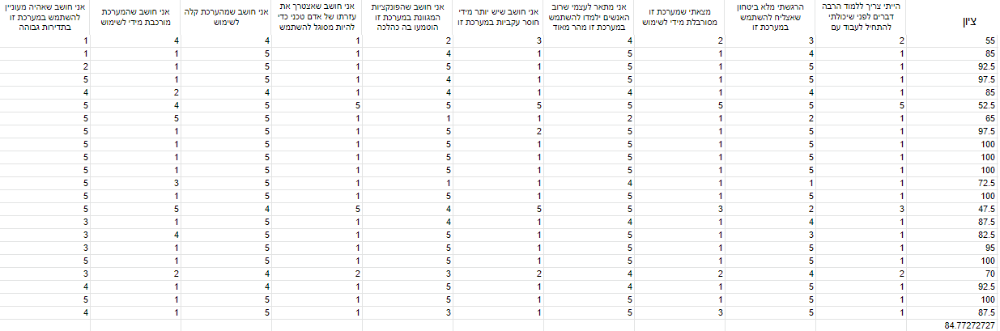 אני חושב שאהיה מעוניין
להשתמש במערכת זו
בתדירות גבוהה
אני חושב שהמערכת
מורכבת מידי לשימוש
אני חושב שמהערכת קלה
לשימוש
אני חושב שאצטרך את
עזרתו של אדם טכני כדי
להיות מסוגל להשתמש
אני חושב שהפונקציות
המגוונת במערכת זו
הוטמעו בה כהלכה
אני חושב שיש יותר מידי
חוסר עקביות במערכת זו
אני מתאר לעצמי שרוב
האנשים ילמדו להשתמש
במערכת זו מהר מאוד
מצאתי שמערכת זו
מסורבלת מידי לשימוש
הרגשתי מלא ביטחון
שאצליח להשתמש
במערכת זו
הייתי צריך ללמוד הרבה
דברים לפני שיכולתי
להתחיל לעבוד עם
ציון
1 4 4 1 2 3 4 2 3 2 55
1 1 5 1 4 1 5 1 4 1 85
2 1 5 1 5 1 5 1 5 1 92.5
5 1 5 1 4 1 5 1 5 1 97.5
4 2 4 1 4 1 4 1 4 1 85
5 4 5 5 5 5 5 5 5 5 52.5
5 5 5 1 1 1 2 1 2 1 65
5 1 5 1 5 2 5 1 5 1 97.5
5 1 5 1 5 1 5 1 5 1 100
5 1 5 1 5 1 5 1 5 1 100
5 1 5 1 5 1 5 1 5 1 100
5 3 5 1 1 1 4 1 1 1 72.5
5 1 5 1 5 1 5 1 5 1 100
5 5 4 5 4 5 5 3 2 3 47.5
3 1 5 1 4 1 5 1 4 1 87.5
3 4 5 1 5 1 5 1 3 1 82.5
3 1 5 1 5 1 5 1 5 1 95
5 1 5 1 5 1 5 1 5 1 100
3 2 4 2 3 2 4 2 4 2 70
4 1 4 1 5 1 5 1 5 1 92.5
5 1 5 1 5 1 5 1 5 1 100
4 1 5 1 3 1 5 3 5 1 87.5
84.77272727